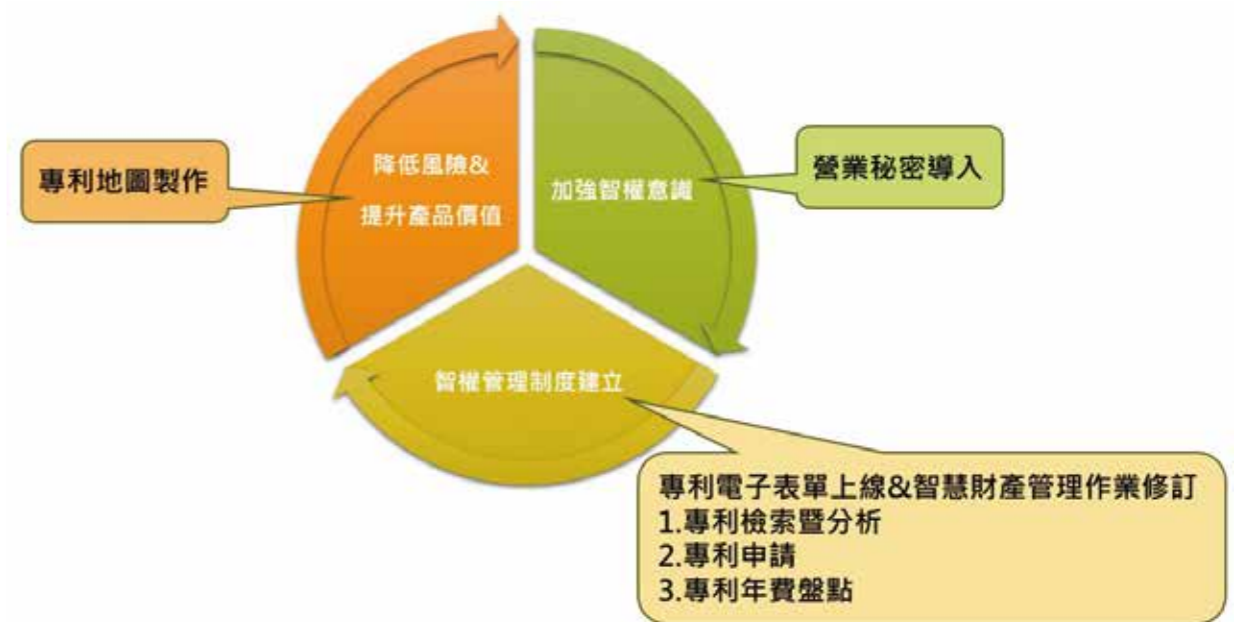 專利地圖製作
降低風險&
提升產品價值
加強智權意識
營業秘密導入
智權管理制度建立
專利電子表單上線&智慧財產管理作業修訂
1.專利檢索暨分析
2.專利申請
3.專利年費盤點